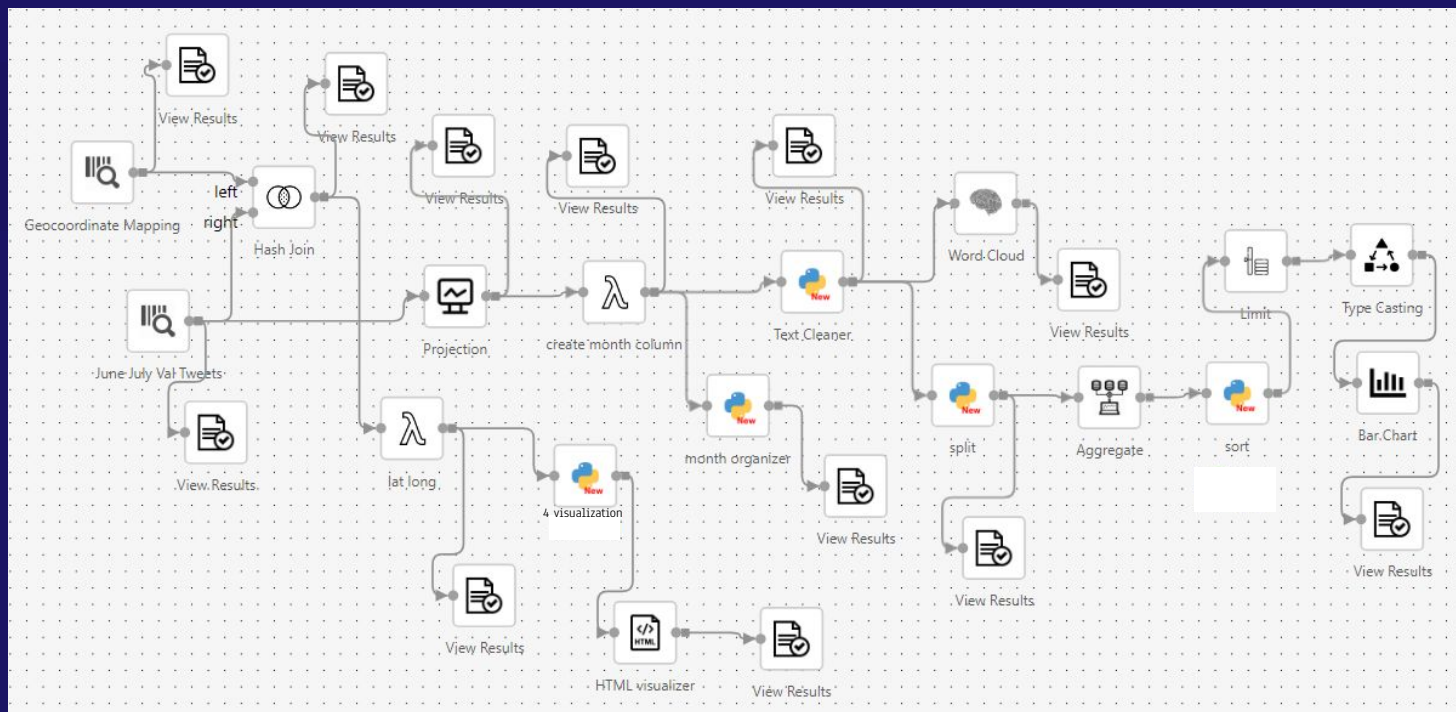 View Results
View Results
View Results
View Results
View Results
left
right
Geocoordinate Mapping
Hash Join
Word Cloud
View Results
Limit
Type Casting
Projection
create month column
Text Cleaner
New
June July Val Tweets
New
month organizer
New
split
Aggregate
New
sort
Bar Chart
View Results
lat long
New
4 visualization
View Results
View Results
View Results
View Results
</>
HTML
HTML visualizer
View Results